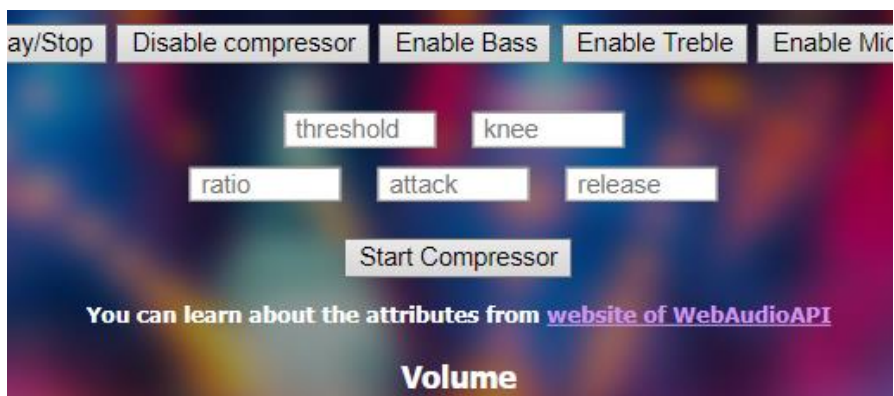 ay/Stop Disable compressor Enable Bass Enable Treble Enable Mic
threshold knee
ratio attack release
Start Compressor
You can learn about the attributes from website of WebAudioAPI
Volume